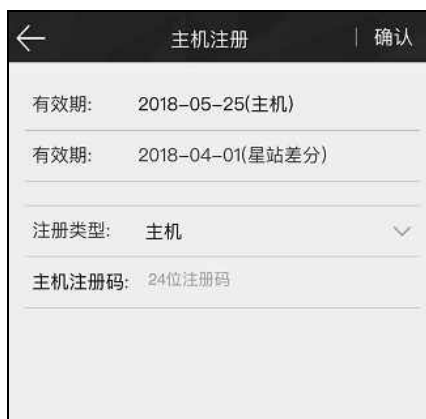 主机注册 | 确认
有效期: 2018-05-25(主机)
有效期: 2018-04-01(星站差分)
注册类型: 主机
主机注册码: 24位注册码